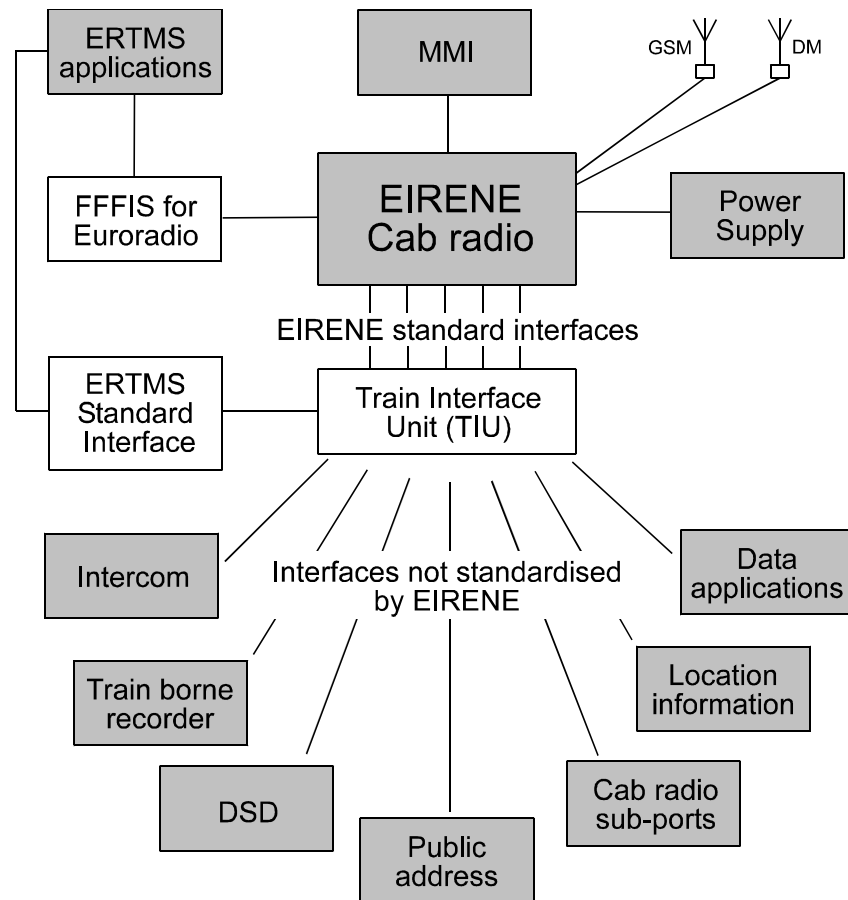 ERTMS
applications
MMI
GSM
DM
FFFIS for
Euroradio
EIRENE
Cab radio
Power
Supply
EIRENE standard interfaces
ERTMS
Standard
Interface
Train Interface
Unit (TIU)
Intercom
Interfaces not standardised
by EIRENE
Data
applications
Train borne
recorder
Location
information
DSD
Cab radio
sub-ports
Public
address